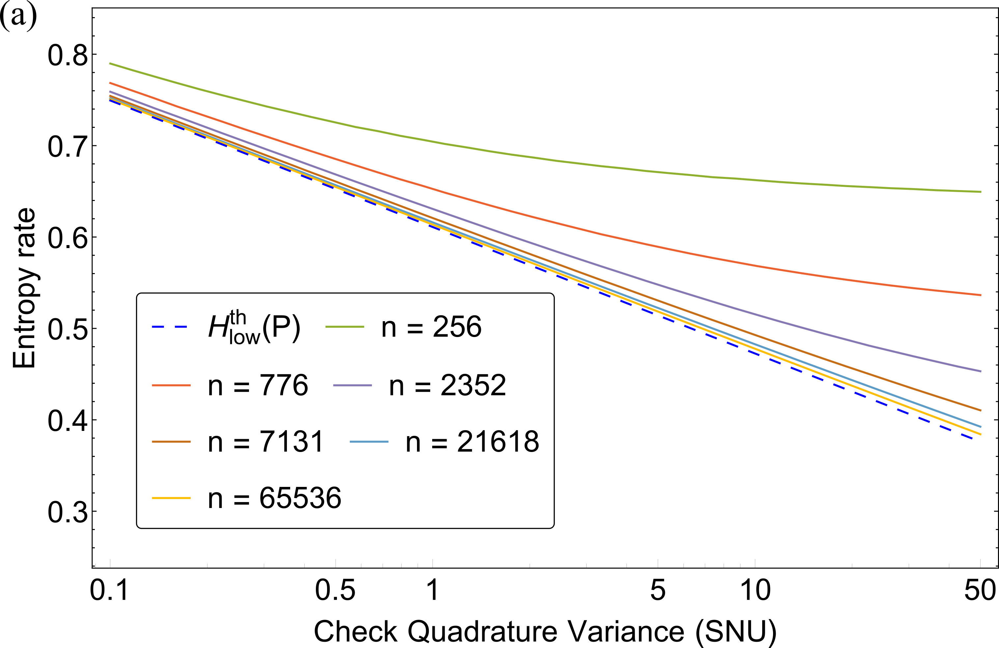 (a)
0.8
0.7
0.6
0.5
0.4
0.3
Entropy rate
H^th_low(P) n = 256
n = 776 n = 2352
n = 7131 n = 21618
n = 65536
0.1 0.5 1 5 10 50
Check Quadrature Variance (SNU)